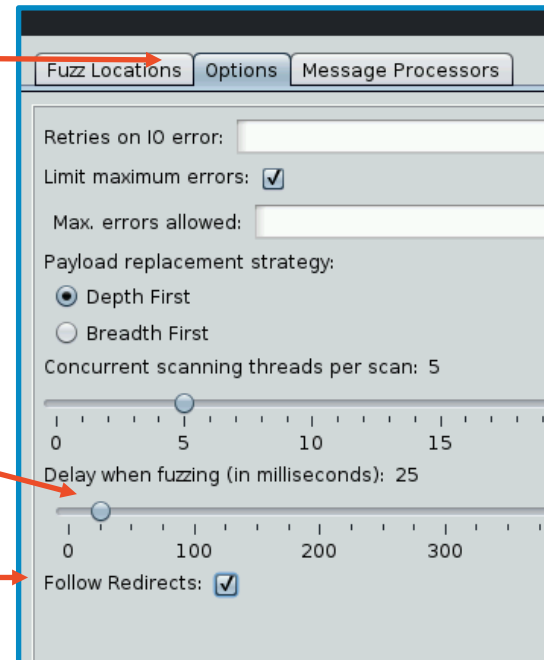 Fuzz Locations Options Message Processors
Retries on IO error:
Limit maximum errors:
Max. errors allowed:
Payload replacement strategy:
Depth First
Breadth First
Concurrent scanning threads per scan: 5
0 5 10 15
Delay when fuzzing (in milliseconds): 25
0 100 200 300
Follow Redirects: